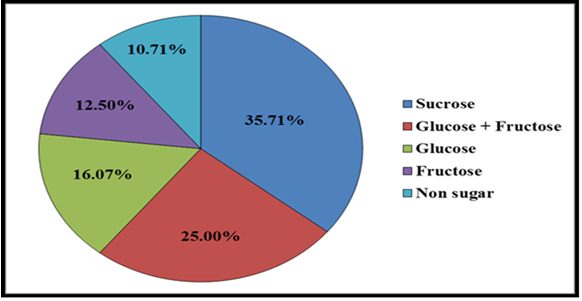 10.71%
12.50%
35.71%
16.07%
25.00%
Sucrose
Glucose + Fructose
Glucose
Fructose
Non sugar